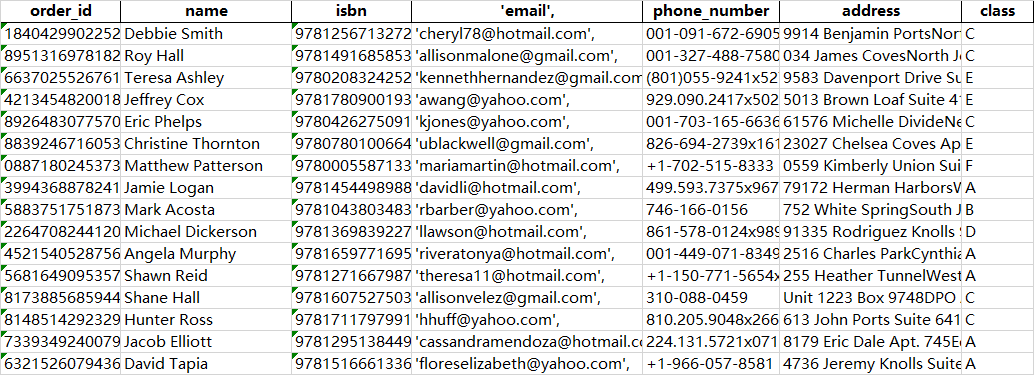 order_id name isbn 'email', phone_number address class
1840429902252 Debbie Smith 9781256713272 'cheryl78@hotmail.com', 001-091-672-6905 9914 Benjamin PortsNor C
8951316978182 Roy Hall 9781491685853 'allisonmalone@gmail.com', 001-327-488-7580 034 James CovesNorth J C
6637025526761 Teresa Ashley 9780208324252 'kennethhernandez@gmail.com (801)055-9241x52 9583 Davenport Drive Su E
4213454820018 Jeffrey Cox 9781780900193 'awang@yahoo.com', 929.090.2417x502 5013 Brown Loaf Suite 4 E
8926483077570 Eric Phelps 9780426275091 'kjones@yahoo.com', 001-703-165-6636 61576 Michelle DivideNe C
8839246716053 Christine Thornton 9780780100664 'ublackwell@gmail.com', 826-694-2739x161 23027 Chelsea Coves Ap E
0887180245373 Matthew Patterson 9780005587133 'mariamartin@hotmail.com', +1-702-515-8333 0559 Kimberly Union Sui F
3994368878241 Jamie Logan 9781454498988 'davidli@hotmail.com', 499.593.7375x967 79172 Herman HarborsW A
5883751751873 Mark Acosta 9781043803483 'rbarber@yahoo.com', 746-166-0156 752 White SpringSouth J B
2264708244120 Michael Dickerson 9781369839227 'llawson@hotmail.com', 861-578-0124x989 91335 Rodriguez Knolls D
4521540528756 Angela Murphy 9781659771695 'riveratonya@hotmail.com', 001-449-071-8349 2516 Charles ParkCynthia A
5681649095357 Shawn Reid 9781271667987 'theresa11@hotmail.com', +1-150-771-5654x 255 Heather TunnelWest A
8173885685944 Shane Hall 9781607527503 'allisonvelez@gmail.com', 310-088-0459 Unit 1223 Box 9748DPO C
8148514292329 Hunter Ross 9781711797991 'hhuff@yahoo.com', 810.205.9048x266 613 John Ports Suite 641 C
7339349240079 Jacob Elliott 9781295138449 'cassandramendoza@hotmail.com 224.131.5721x071 8179 Eric Dale Apt. 745E A
6321526079436 David Tapia 9781516661336 'floreselizabeth@yahoo.com', +1-966-057-8581 4736 Jeremy Knolls Suite A